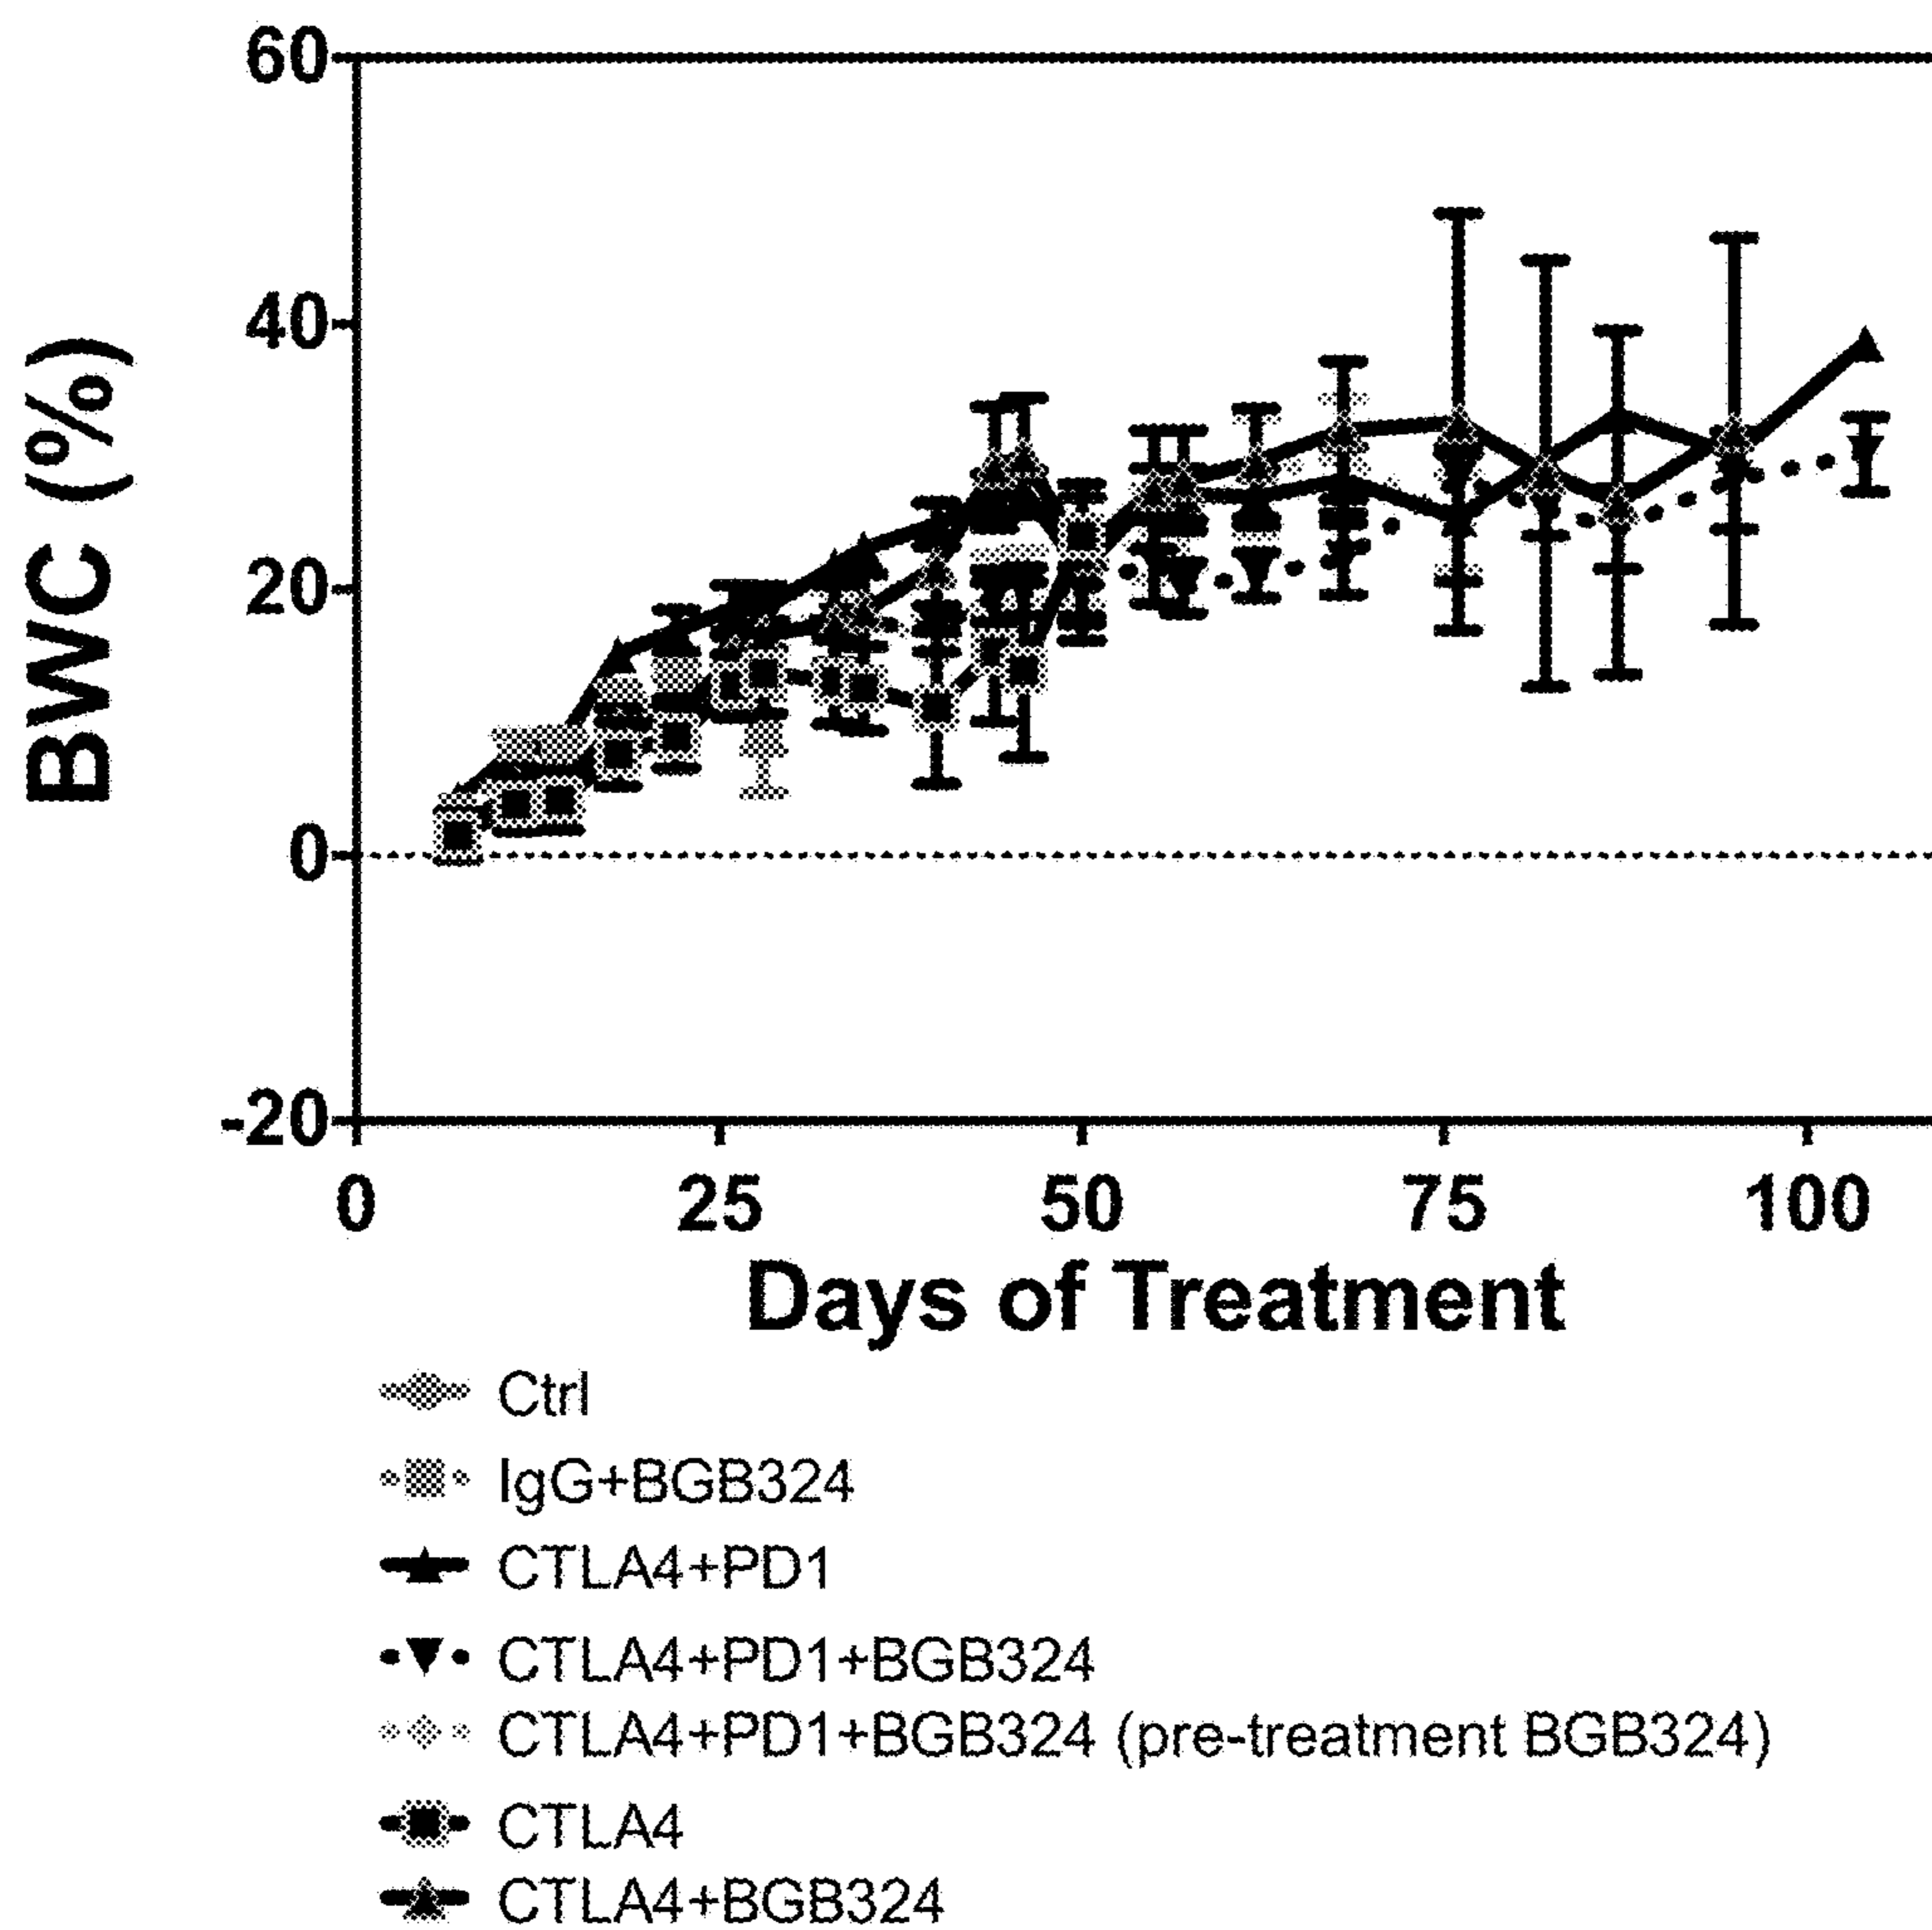 60
40
20
0
-20
BWC (%)
0 25 50 75 100
Days of Treatment
Ctrl
IgG+BGB324
CTLA4+PD1
CTLA4+PD1+BGB324
CTLA4+PD1+BGB324 (pre-treatment BGB324)
CTLA4
CTLA4+BGB324